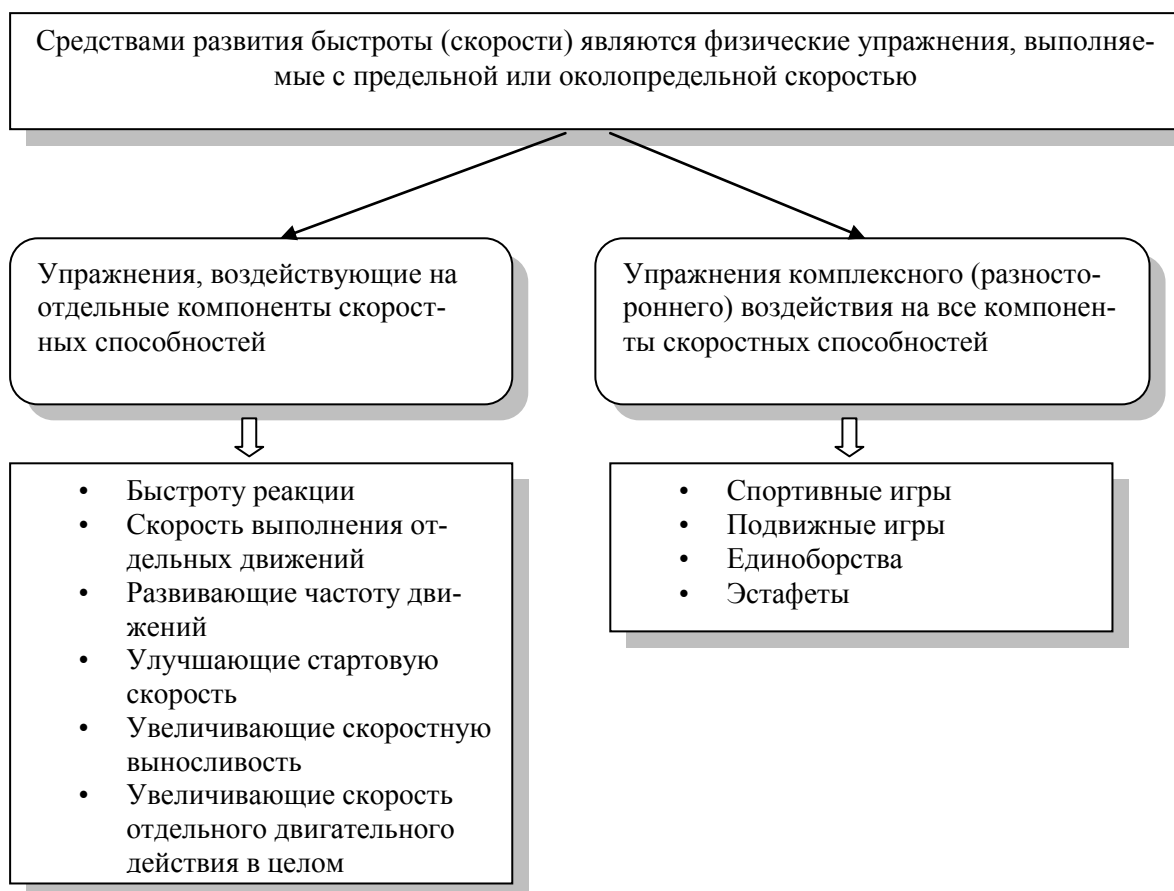 Средствами развития быстроты (скорости) являются физические упражнения, выполняе-
мые с предельной или околопредельной скоростью
Упражнения, воздействующие на
отдельные компоненты скорост-
ных способностей
Упражнения комплексного (разносто-
роннего) воздействия на все компонен-
ты скоростных способностей
• Быстроту реакции
• Скорость выполнения от-
дельных движений
• Развивающие частоту дви-
жений
• Улучшающие стартовую
скорость
• Увеличивающие скоростную
выносливость
• Увеличивающие скорость
отдельного двигательного
действия в целом
• Спортивные игры
• Подвижные игры
• Единоборства
• Эстафеты